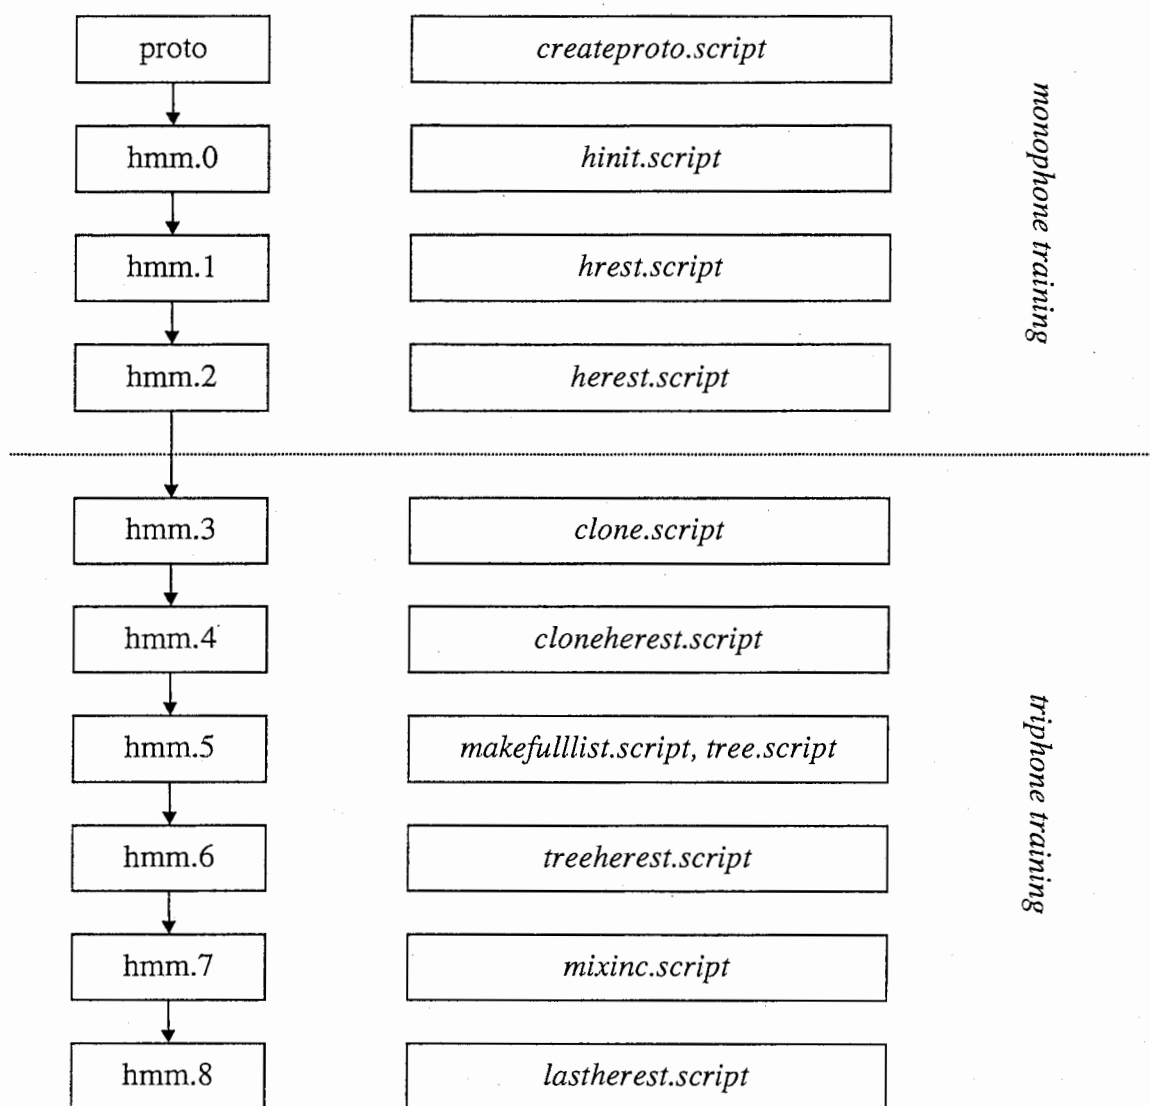 proto
createproto.script
hmm.0
hinit.script
hmm.1
hrest.script
hmm.2
herest.script
monophone training
hmm.3
clone.script
hmm.4
cloneherest.script
hmm.5
makefulllist.script, tree.script
hmm.6
treeherest.script
hmm.7
mixinc.script
hmm.8
lastherest.script
triphone training